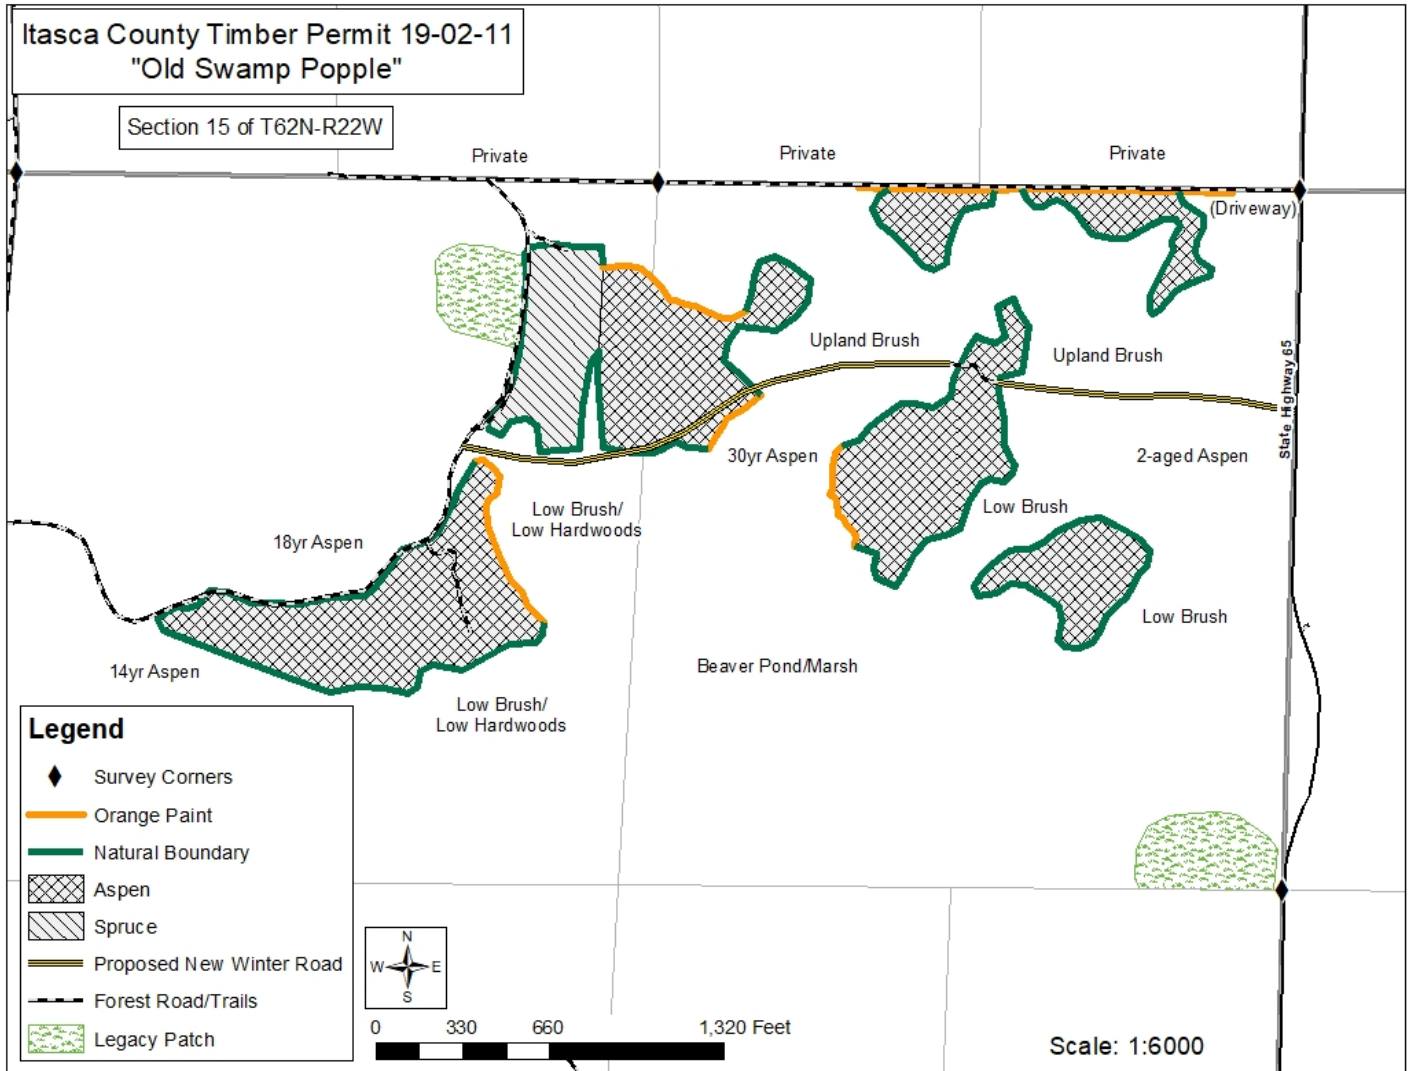 Itasca County Timber Permit 19-02-11
"Old Swamp Popple"
Section 15 of T62N-R22W
Private
Private
Private
(Driveway)
Upland Brush
Upland Brush
State Highway 65
30yr Aspen
2-aged Aspen
Low Brush/
Low Hardwoods
Low Brush
18yr Aspen
Low Brush
14yr Aspen
Beaver Pond/Marsh
Low Brush/
Low Hardwoods
Legend
Survey Corners
Orange Paint
Natural Boundary
Aspen
Spruce
Proposed New Winter Road
Forest Road/Trails
Legacy Patch
N
W E
S
0 330 660 1,320 Feet
Scale: 1:6000